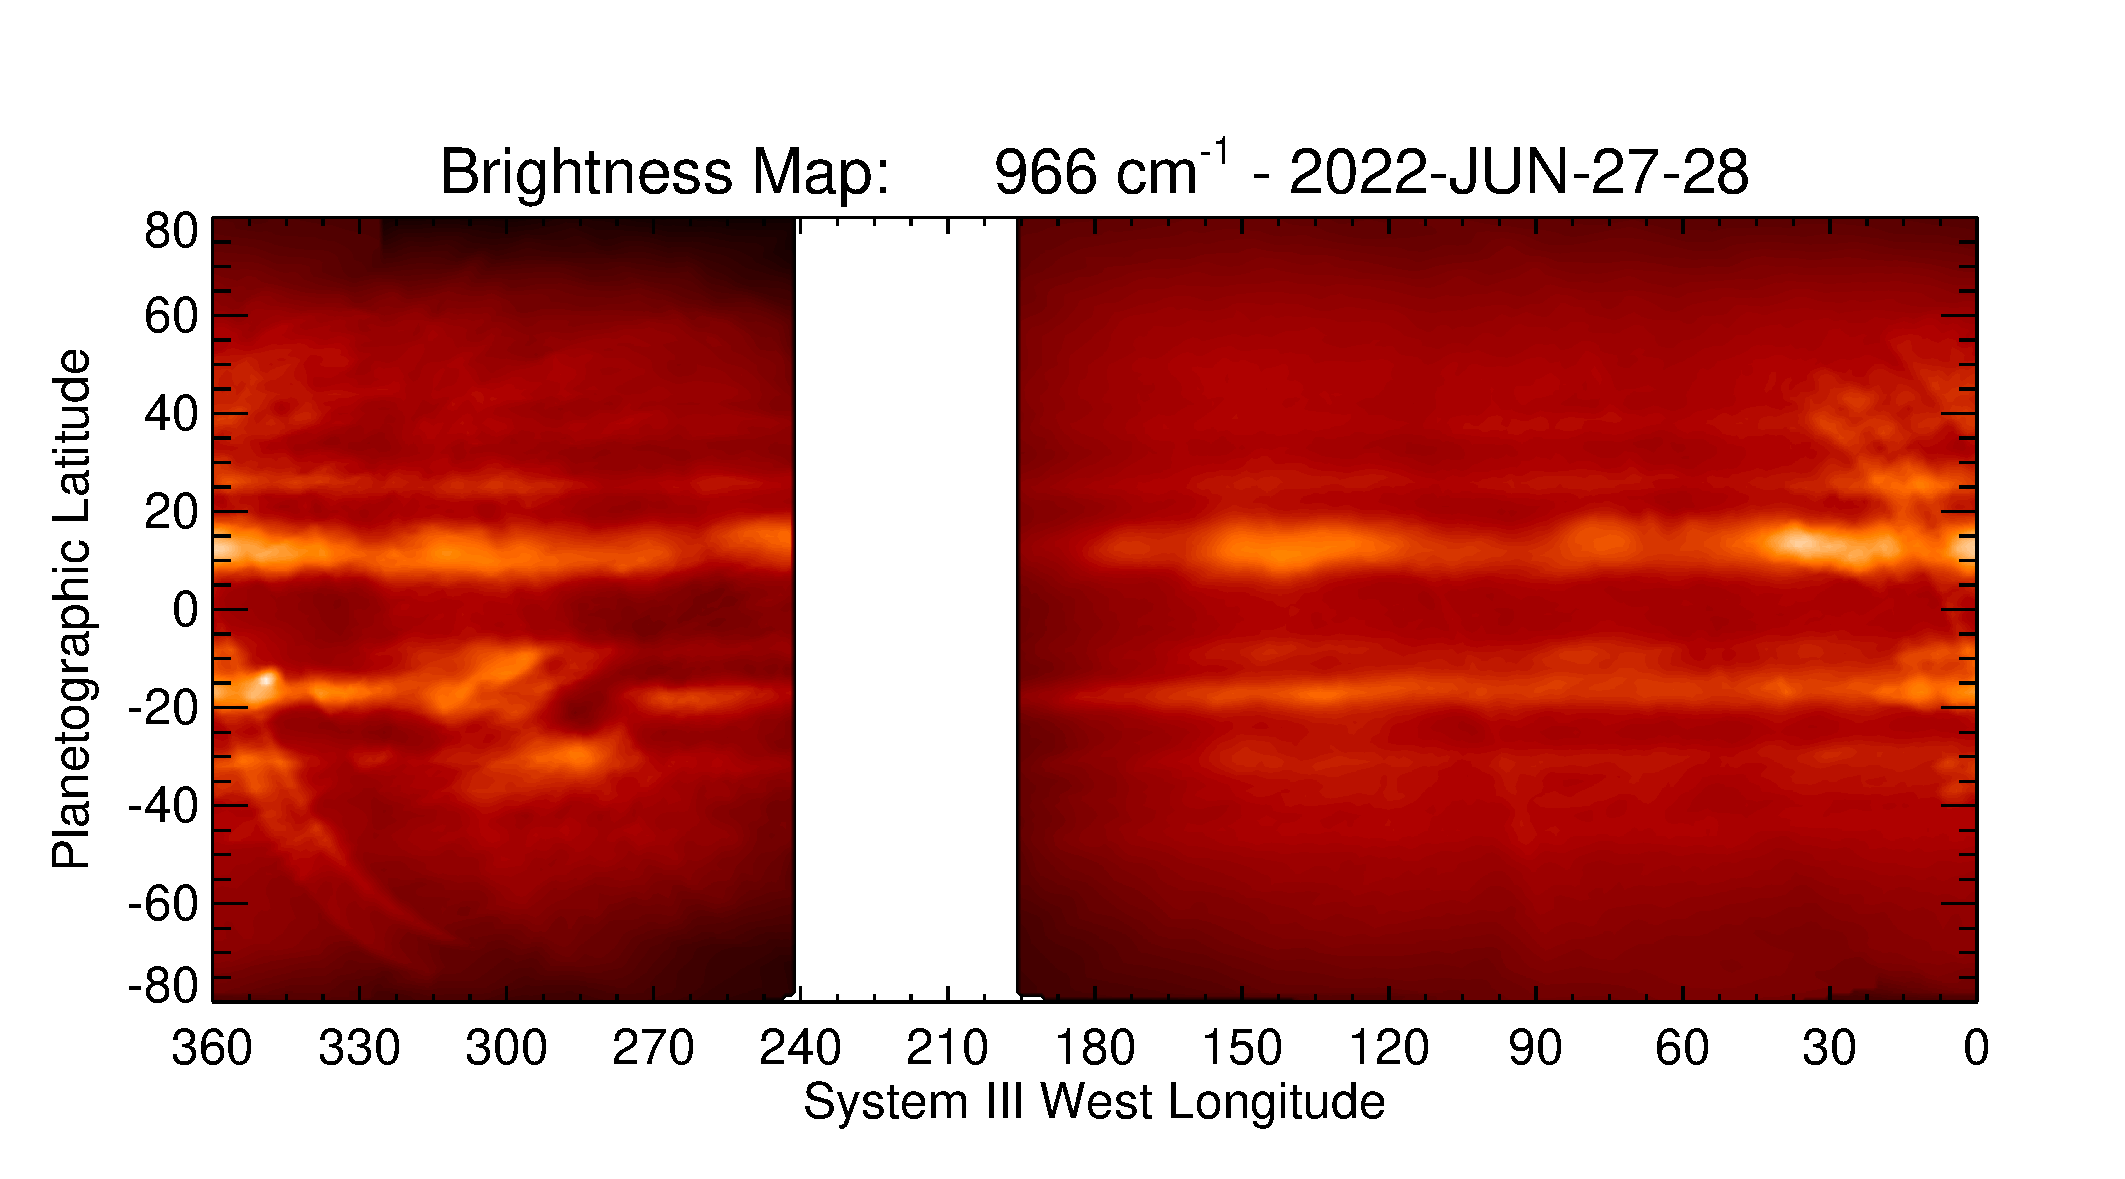 Brightness Map: 966 cm⁻¹ - 2022-JUN-27-28
Planetographic Latitude
80
60
40
20
0
-20
-40
-60
-80
360 330 300 270 240 210 180 150 120 90 60 30 0
System III West Longitude